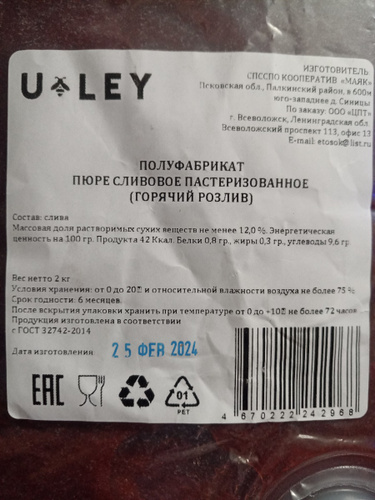 U LEY
ИЗГОТОВИТЕЛЬ
СПССПО КООПЕРАТИВ «МАЯК»
Псковская обл., Палкинский район, в 600м
юго-западнее д. Синицы
По заказу: ООО «ЦПТ»
г. Всеволожск, Ленинградская обл.
Всеволожский проспект 113, офис 13
E-mail: etosok@list.ru
ПОЛУФАБРИКАТ
ПЮРЕ СЛИВОВОЕ ПАСТЕРИЗОВАННОЕ
(ГОРЯЧИЙ РОЗЛИВ)
Состав: слива
Массовая доля растворимых сухих веществ не менее 12,0 %. Энергетическая
ценность на 100 гр. Продукта 42 Ккал. Белки 0,8 гр., жиры 0,3 гр., углеводы 9,6 гр.
Вес нетто 2 кг
Условия хранения: от 0 до 20 и относительной влажности воздуха не более 75 %
Срок годности: 6 месяцев
После вскрытия упаковки хранить при температуре от 0 до +10 не более 72 часов
Продукция изготовлена в соответствии
с ГОСТ 32742-2014
Дата изготовления 25 ФЕВ 2024
EAC
01
PET
4 670222 242968